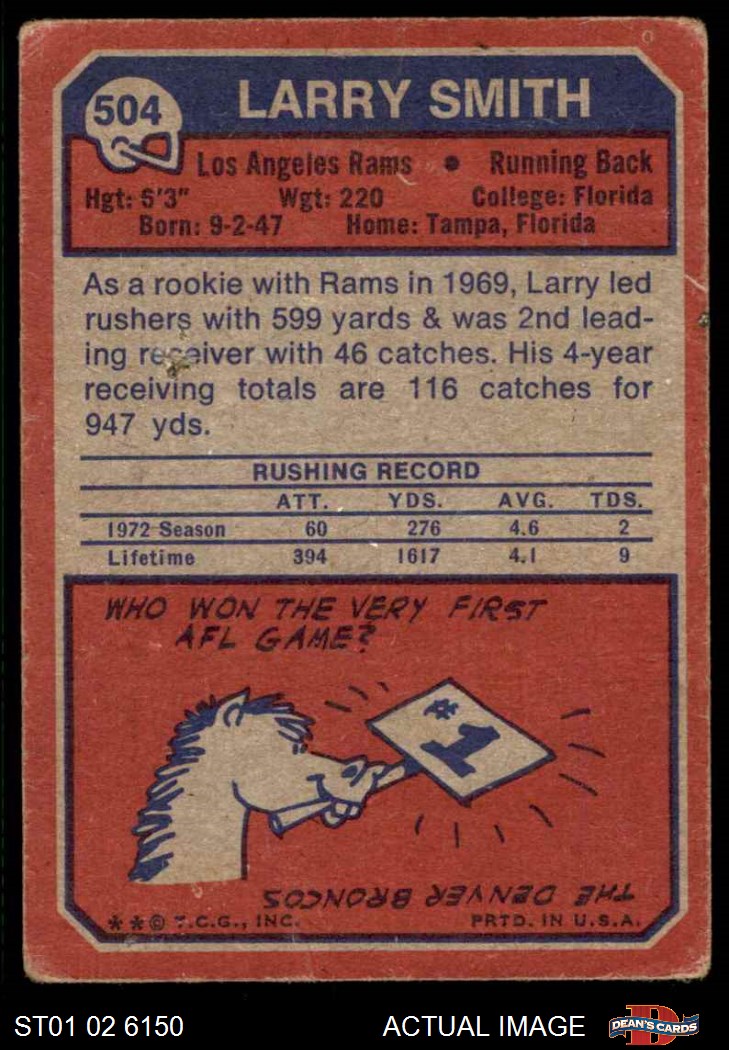 504
LARRY SMITH
Los Angeles Rams • Running Back
Hgt: 6'3" Wgt: 220 College: Florida
Born: 9-2-47 Home: Tampa, Florida
As a rookie with Rams in 1969, Larry led
rushers with 599 yards & was 2nd lead-
ing receiver with 46 catches. His 4-year
receiving totals are 116 catches for
947 yds.
RUSHING RECORD
ATT. YDS. AVG. TDS.
1972 Season 60 276 4.6 2
Lifetime 394 1617 4.1 9
WHO WON THE VERY FIRST
AFL GAME?
#1
THE DENVER BRONCOS
**© T.C.G., INC. PRTD. IN U.S.A.
ST01 02 6150 ACTUAL IMAGE DEAN'S CARDS